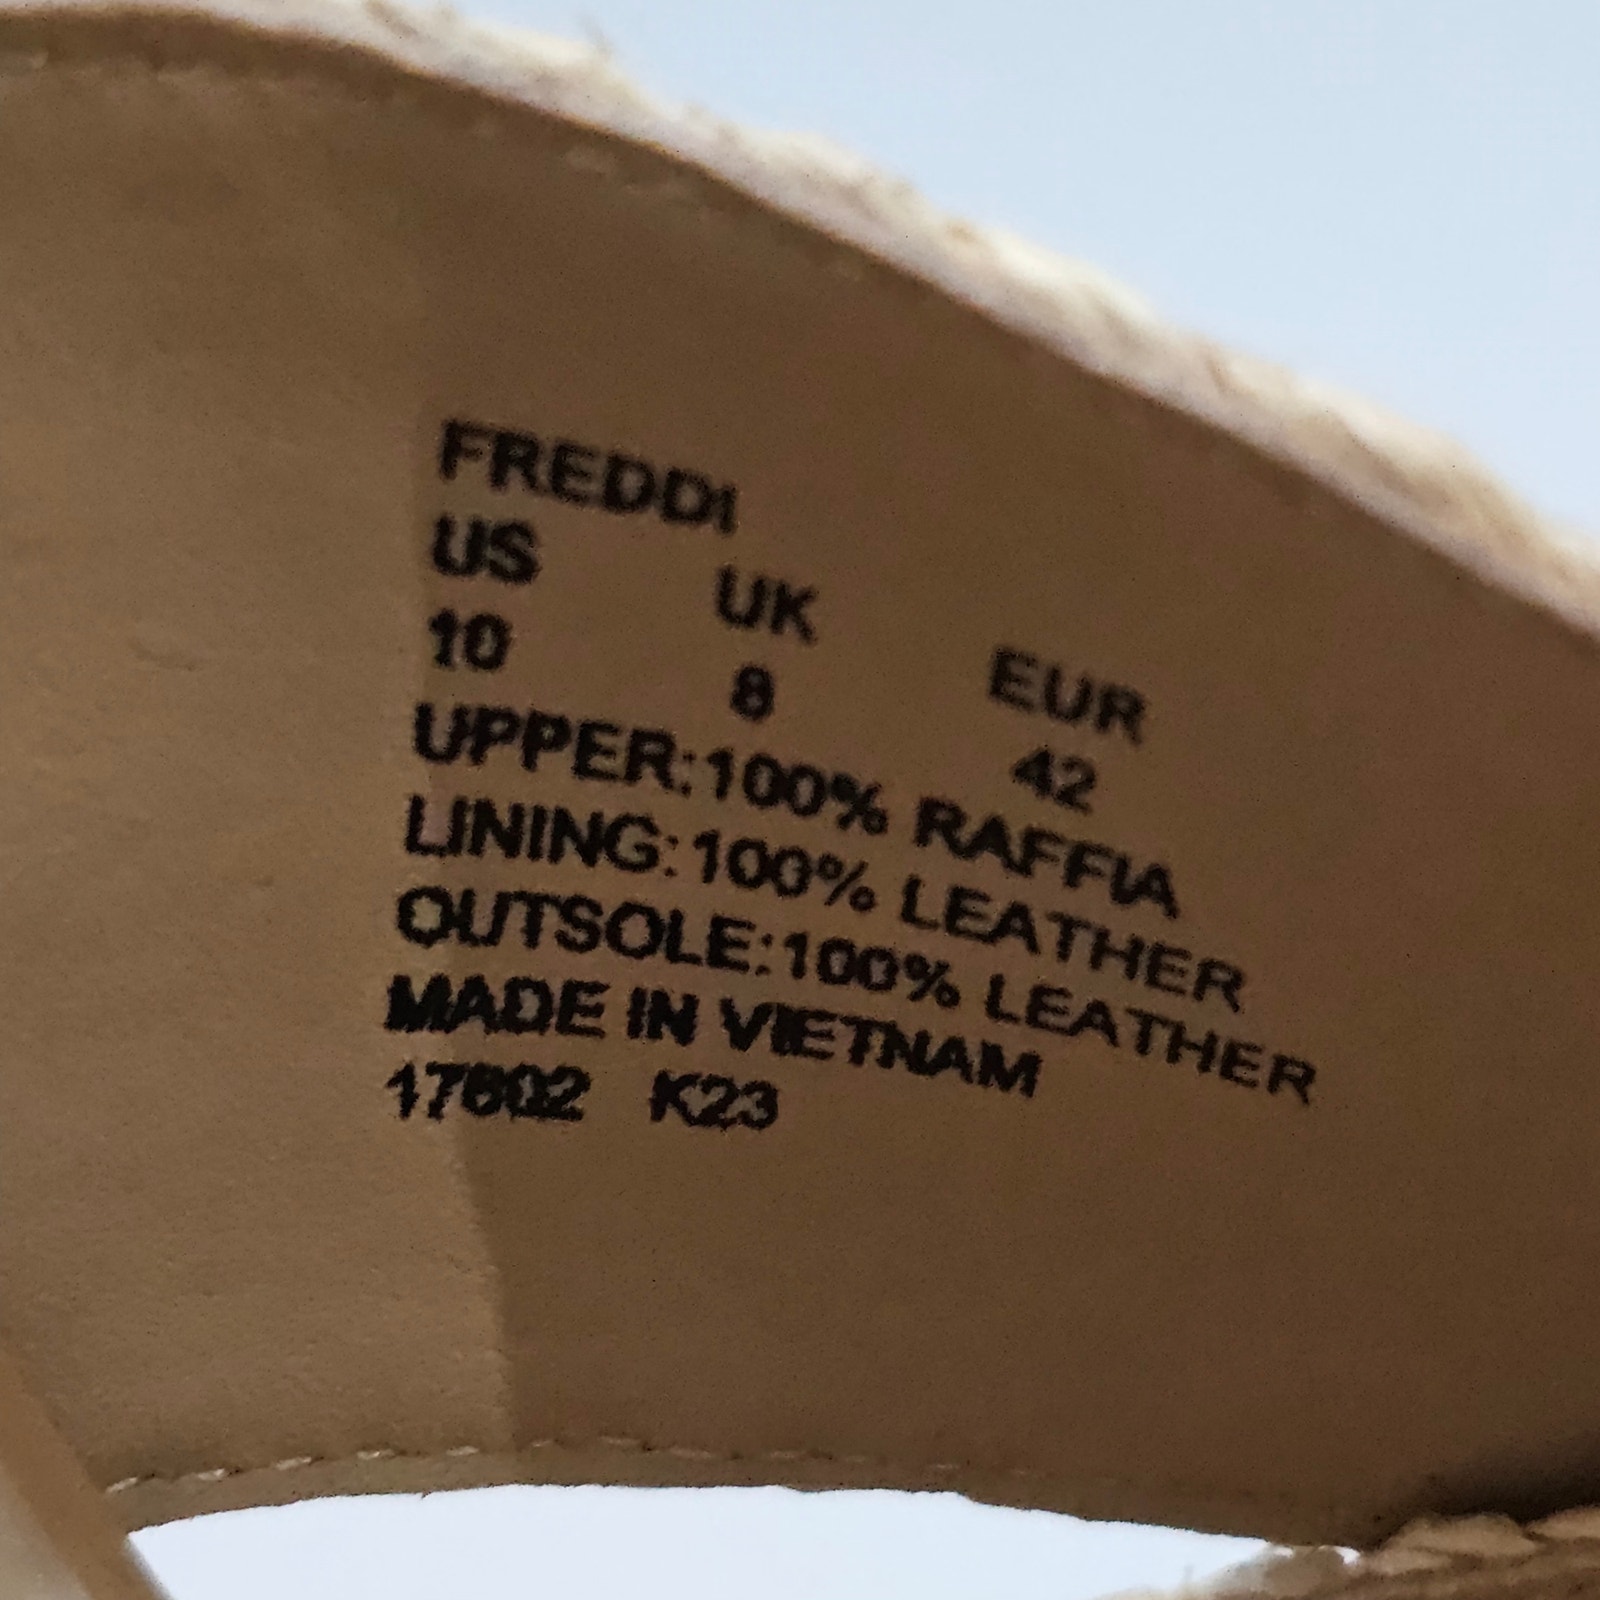 FREDDI
US UK EUR
10 8 42
UPPER:100% RAFFIA
LINING:100% LEATHER
OUTSOLE:100% LEATHER
MADE IN VIETNAM
17602 K23